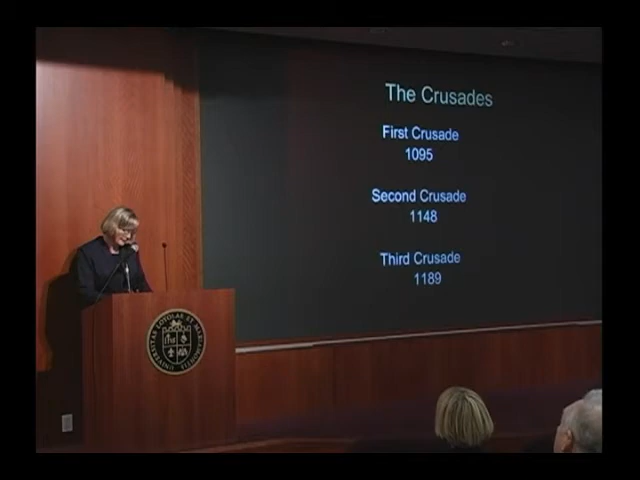 The Crusades
First Crusade
1095
Second Crusade
1148
Third Crusade
1189